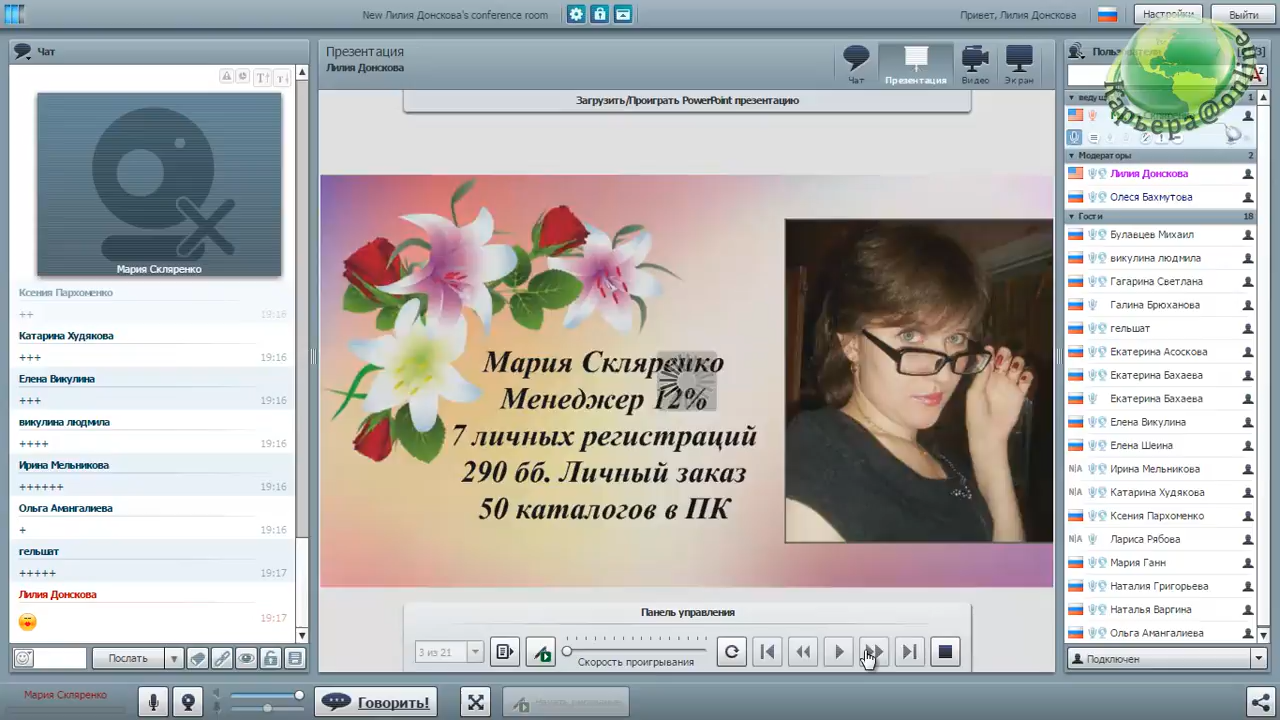 New Лилия Донскова's conference room
Привет, Лилия Донскова
Настройки
Выйти
Чат
Мария Скляренко
Ксения Пархоменко
++
19:16
Катарина Худякова
+++
19:16
Елена Викулина
+++
19:16
викулина людмила
++++
19:16
Ирина Мельникова
++++++
19:16
Ольга Амангалиева
+
19:16
гельшат
+++++
19:17
Лилия Донскова
19:17
Послать
Презентация
Лилия Донскова
Чат
Презентация
Видео
Экран
Загрузить/Проиграть PowerPoint презентацию
Мария Скляренко
Менеджер 12%
7 личных регистраций
290 бб. Личный заказ
50 каталогов в ПК
Панель управления
3 из 21
Скорость проигрывания
Карьера@online
Модераторы
2
Лилия Донскова
Олеся Бахмутова
Гости
18
Булавцев Михаил
викулина людмила
Гагарина Светлана
Галина Брюханова
гельшат
Екатерина Асоскова
Екатерина Бахаева
Екатерина Бахаева
Елена Викулина
Елена Шеина
N|A Ирина Мельникова
N|A Катарина Худякова
Ксения Пархоменко
N|A Лариса Рябова
Мария Ганн
Наталия Григорьева
Наталья Варгина
Ольга Амангалиева
Подключен
Мария Скляренко
Говорить!